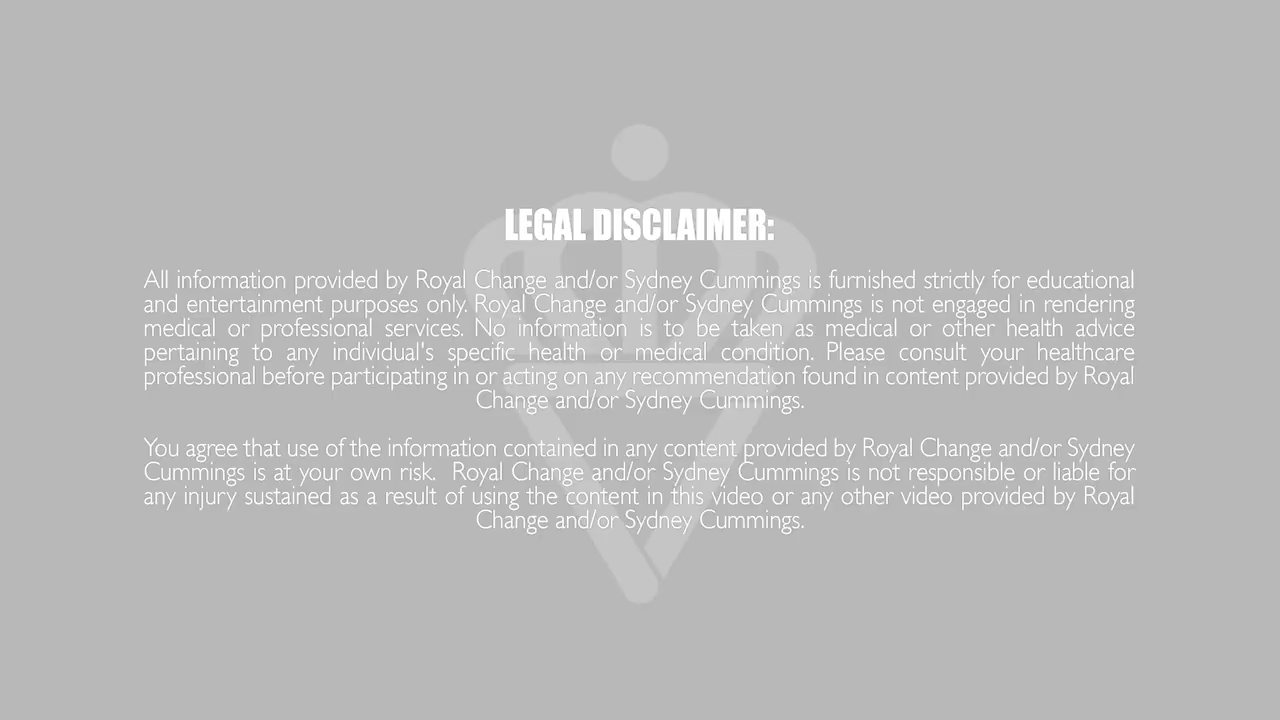 LEGAL DISCLAIMER:
All information provided by Royal Change and/or Sydney Cummings is furnished strictly for educational
and entertainment purposes only. Royal Change and/or Sydney Cummings is not engaged in rendering
medical or professional services. No information is to be taken as medical or other health advice
pertaining to any individual's specific health or medical condition. Please consult your healthcare
professional before participating in or acting on any recommendation found in content provided by Royal
Change and/or Sydney Cummings.
You agree that use of the information contained in any content provided by Royal Change and/or Sydney
Cummings is at your own risk.  Royal Change and/or Sydney Cummings is not responsible or liable for
any injury sustained as a result of using the content in this video or any other video provided by Royal
Change and/or Sydney Cummings.